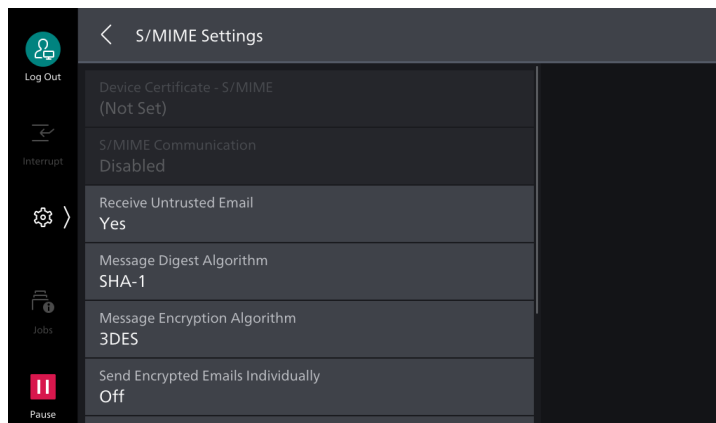 S/MIME Settings
Log Out
Device Certificate - S/MIME
(Not Set)
S/MIME Communication
Disabled
Interrupt
Receive Untrusted Email
Yes
Message Digest Algorithm
SHA-1
Jobs
Message Encryption Algorithm
3DES
Send Encrypted Emails Individually
Off
Pause